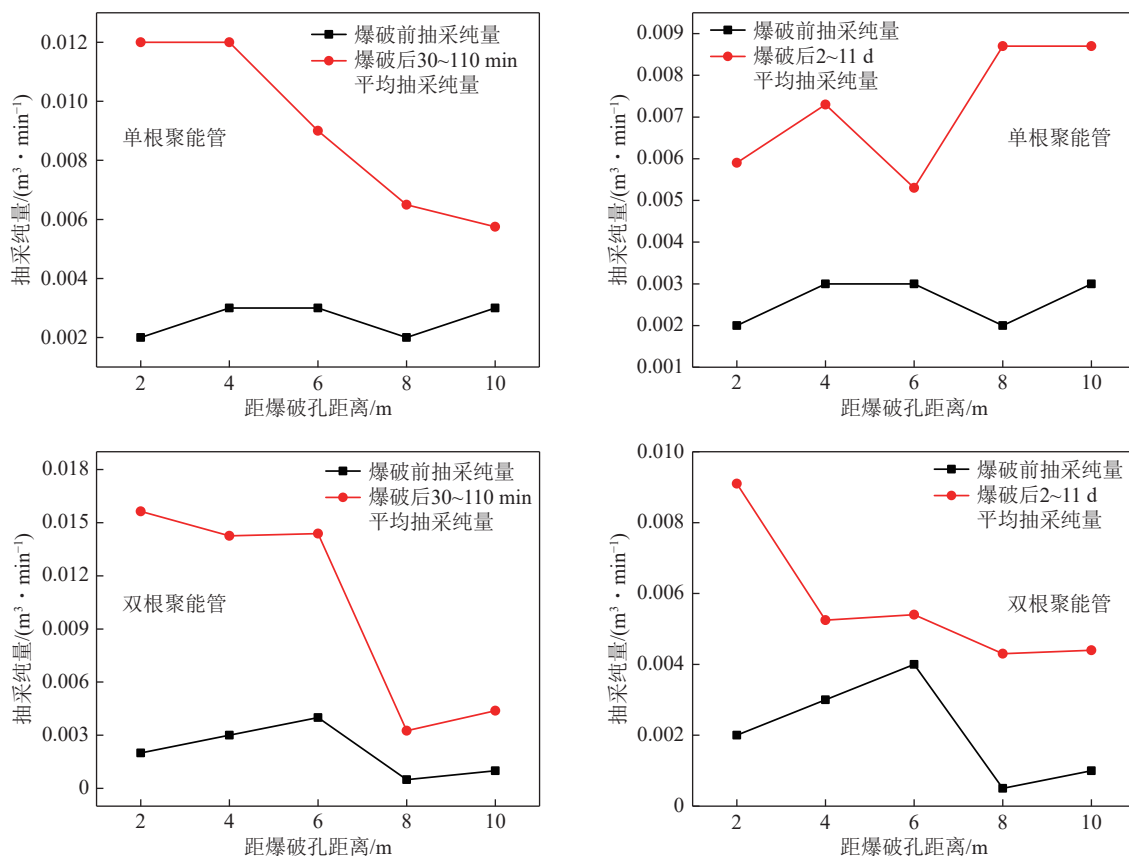 抽采纯量/(m³・min⁻¹)
0.012
0.010
0.008
0.006
0.004
0.002
爆破前抽采纯量
爆破后30~110 min
平均抽采纯量
单根聚能管
2 4 6 8 10
距爆破孔距离/m
抽采纯量/(m³・min⁻¹)
0.009
0.008
0.007
0.006
0.005
0.004
0.003
0.002
0.001
爆破前抽采纯量
爆破后2~11 d
平均抽采纯量
单根聚能管
2 4 6 8 10
距爆破孔距离/m
抽采纯量/(m³・min⁻¹)
0.018
0.015
0.012
0.009
0.006
0.003
0
爆破前抽采纯量
爆破后30~110 min
平均抽采纯量
双根聚能管
2 4 6 8 10
距爆破孔距离/m
抽采纯量/(m³・min⁻¹)
0.010
0.008
0.006
0.004
0.002
0
爆破前抽采纯量
爆破后2~11 d
平均抽采纯量
双根聚能管
2 4 6 8 10
距爆破孔距离/m